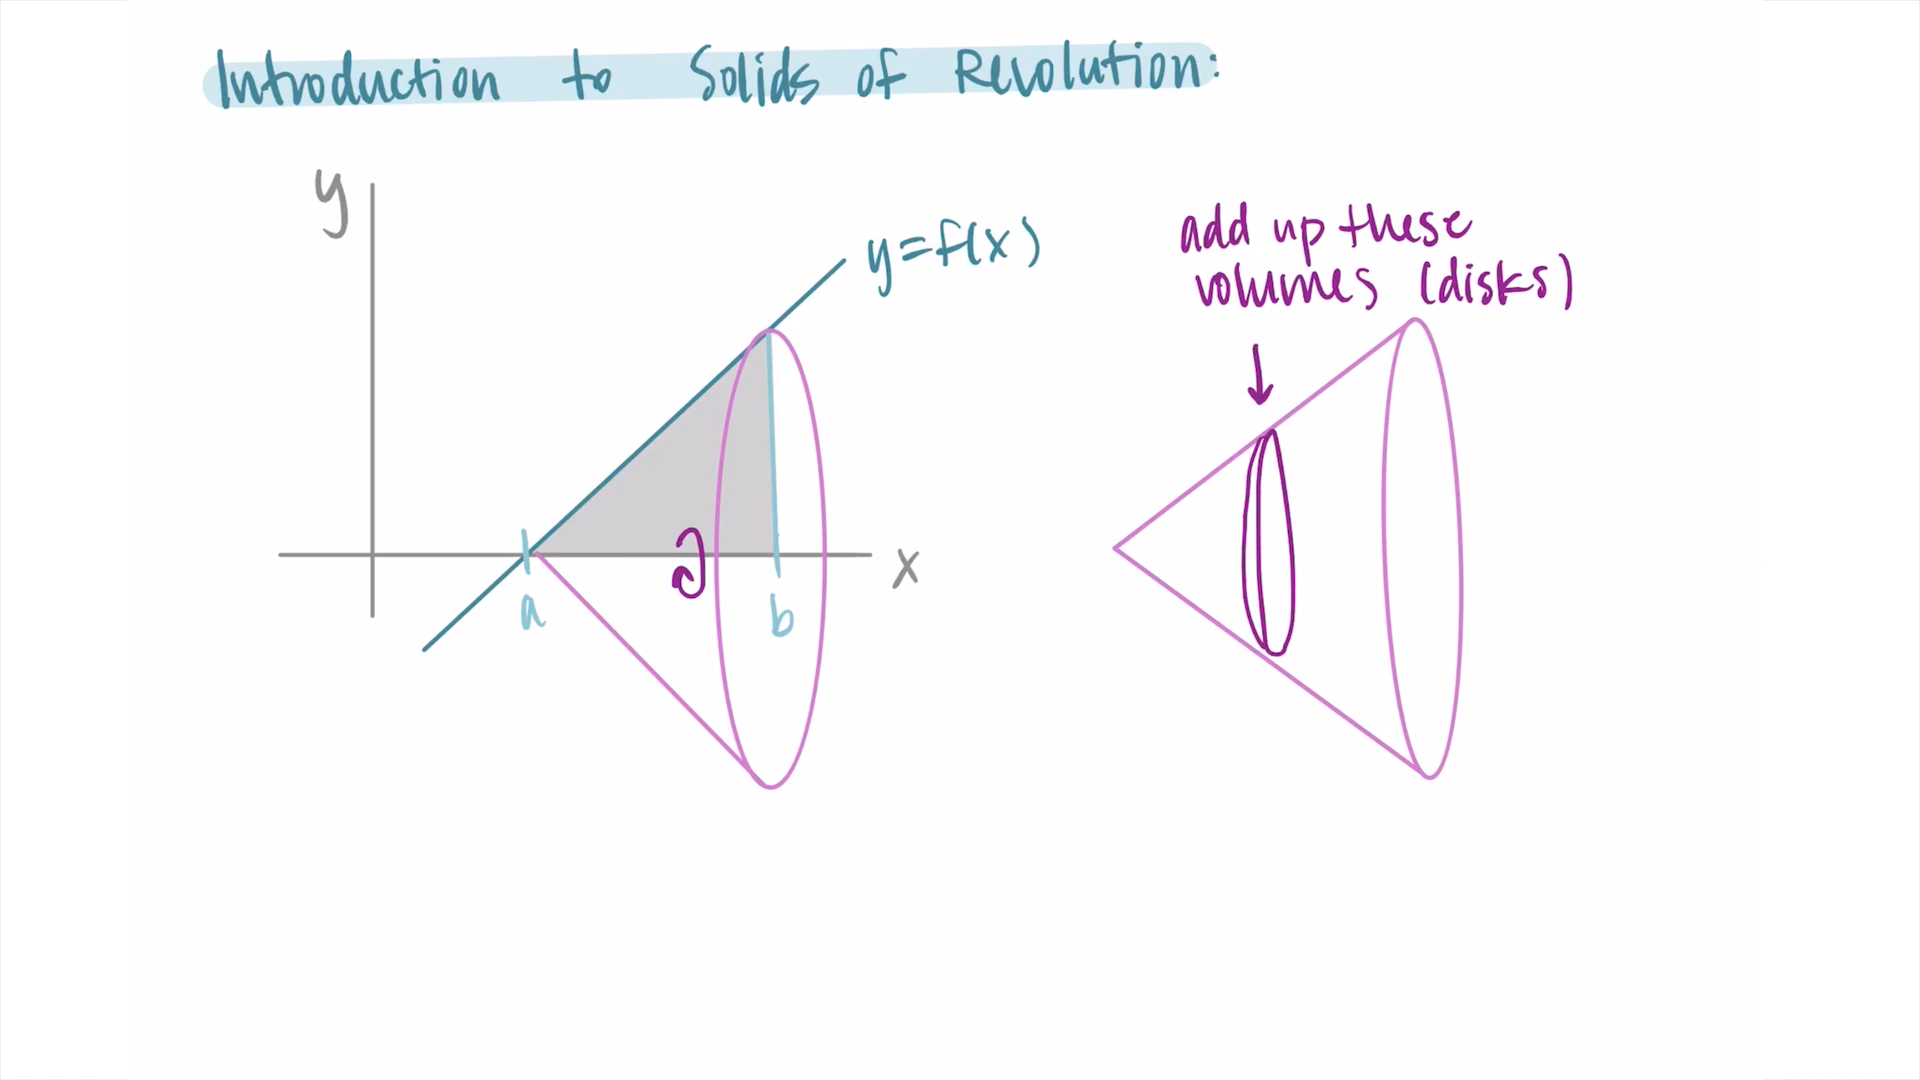 Introduction to Solids of Revolution:
y
y=f(x)
add up these
volumes (disks)
x
a
b